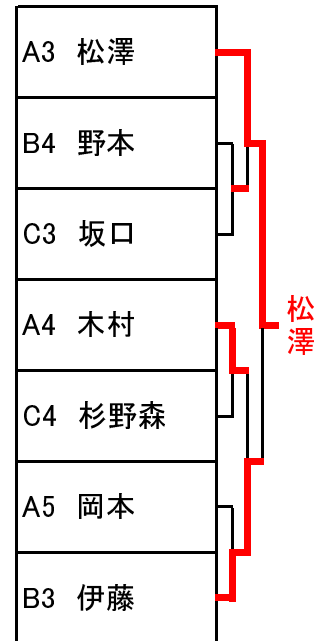 A3 松澤
B4 野本
C3 坂口
A4 木村
C4 杉野森
A5 岡本
B3 伊藤
松澤